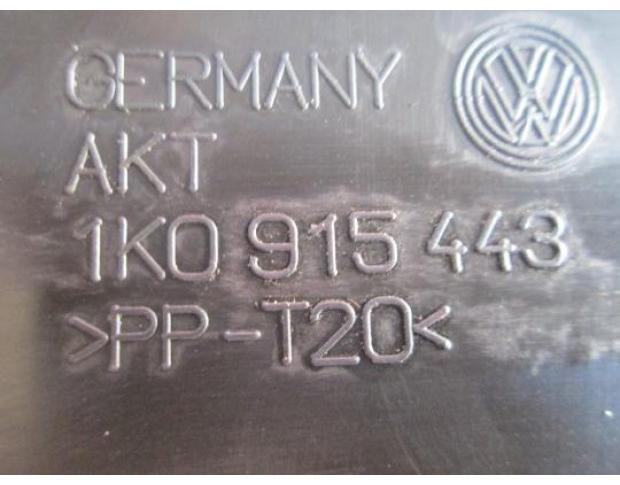 GERMANY
AKT
1K0 915 443
>PP-T20<